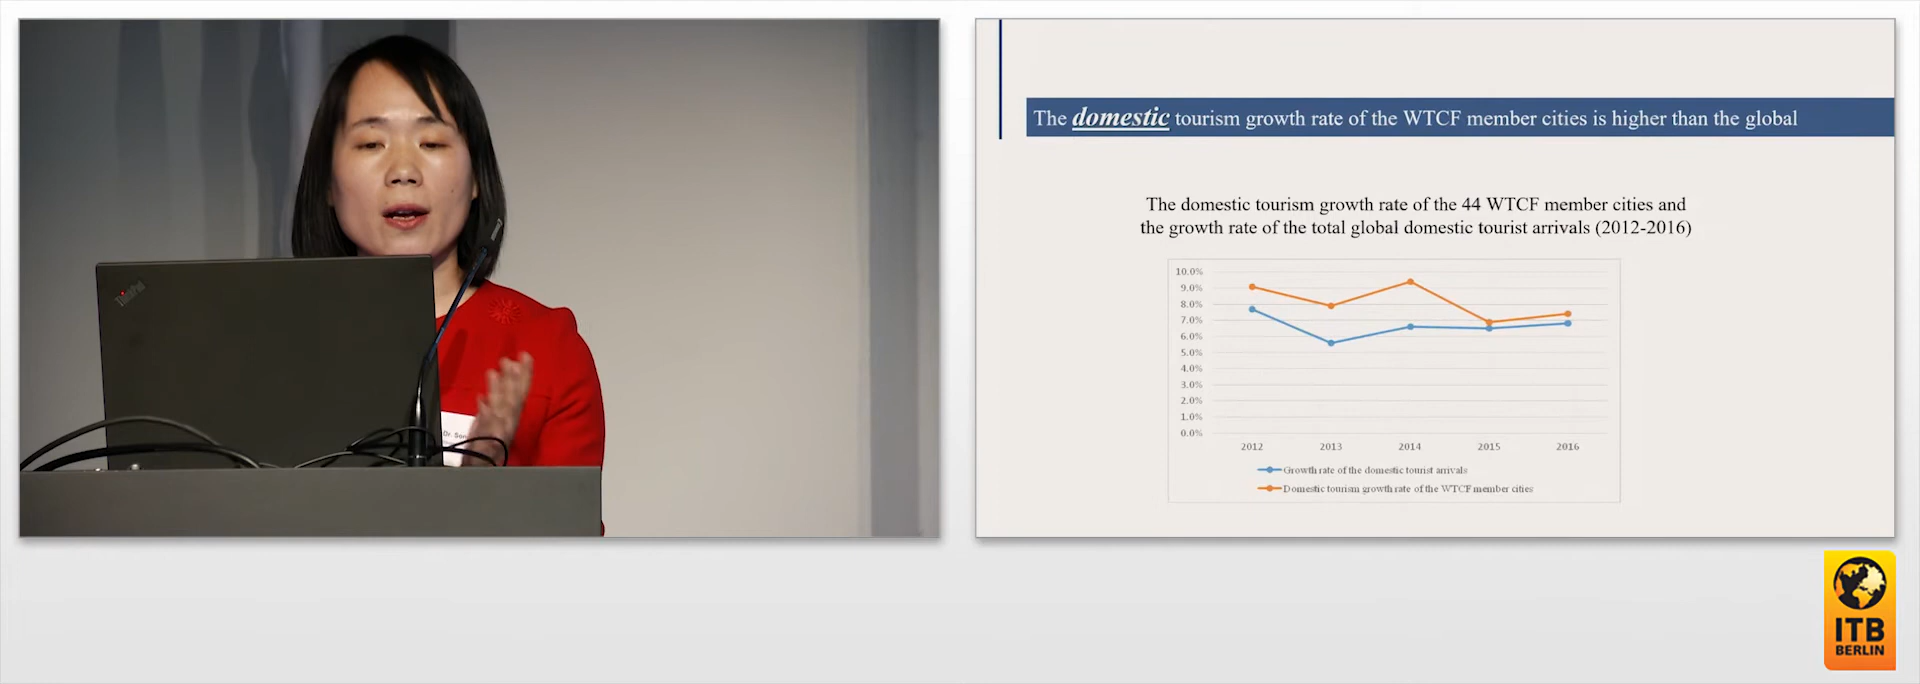 ThinkPad
Dr. Son
The domestic tourism growth rate of the WTCF member cities is higher than the global
The domestic tourism growth rate of the 44 WTCF member cities and
the growth rate of the total global domestic tourist arrivals (2012-2016)
10.0%
9.0%
8.0%
7.0%
6.0%
5.0%
4.0%
3.0%
2.0%
1.0%
0.0%
2012 2013 2014 2015 2016
Growth rate of the domestic tourist arrivals
Domestic tourism growth rate of the WTCF member cities
ITB
BERLIN